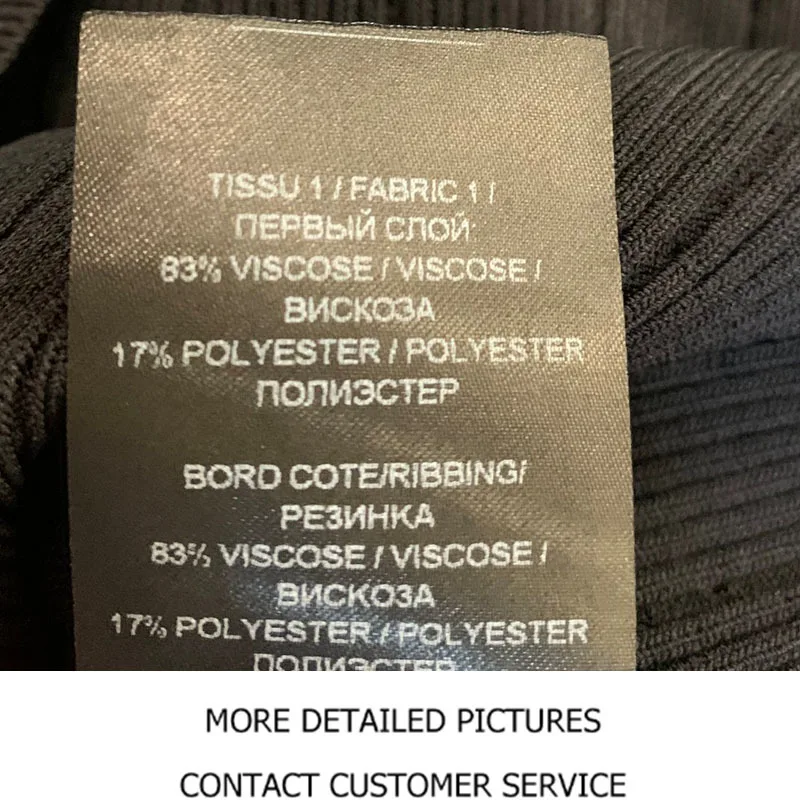 TISSU 1 / FABRIC 1 /
ПЕРВЫЙ СЛОЙ:
83% VISCOSE / VISCOSE /
ВИСКОЗА
17% POLYESTER / POLYESTER
ПОЛИЭСТЕР
BORD COTE/RIBBING/
РЕЗИНКА
83% VISCOSE / VISCOSE /
ВИСКОЗА
17% POLYESTER / POLYESTER
ПОЛИЭСТЕР
MORE DETAILED PICTURES
CONTACT CUSTOMER SERVICE